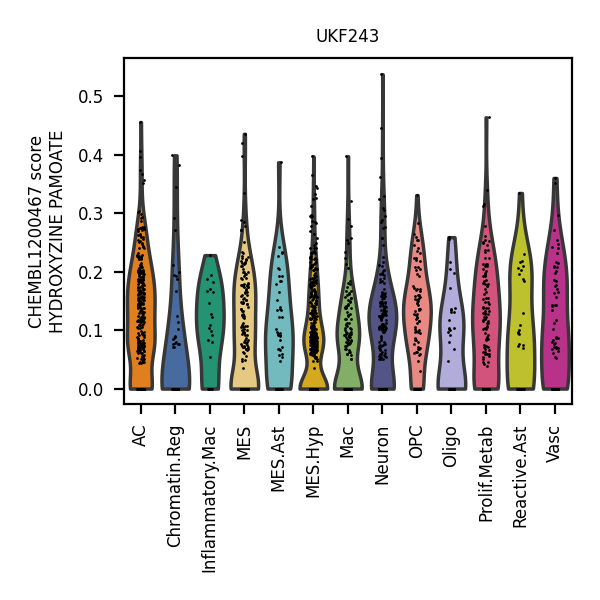 UKF243
CHEMBL1200467 score
HYDROXYZINE PAMOATE
0.5
0.4
0.3
0.2
0.1
0.0
AC
Chromatin.Reg
Inflammatory.Mac
MES
MES.Ast
MES.Hyp
Mac
Neuron
OPC
Oligo
Prolif.Metab
Reactive.Ast
Vasc